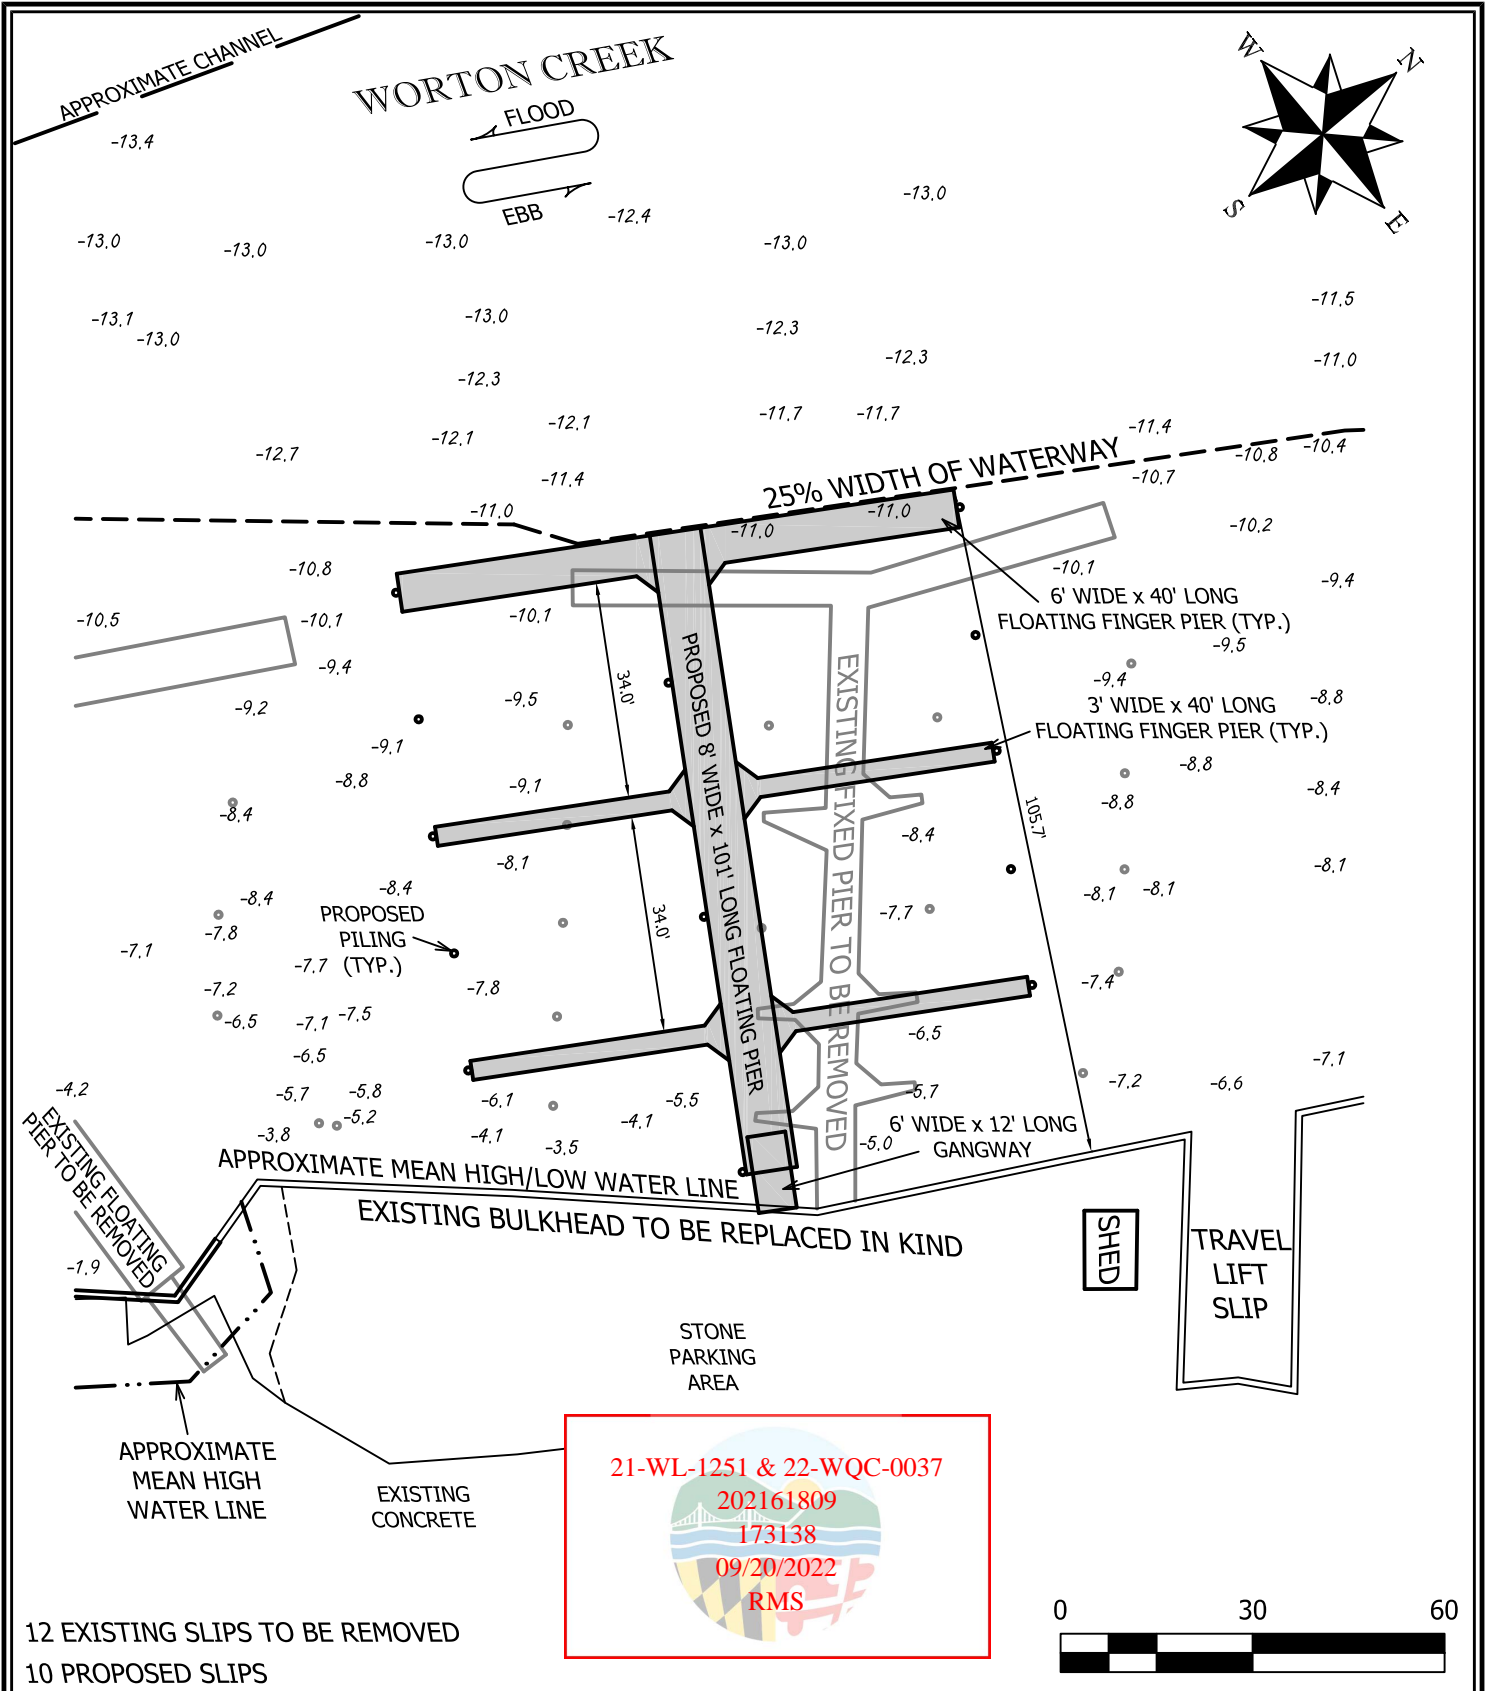 APPROXIMATE CHANNEL
WORTON CREEK
FLOOD
EBB
W
N
S
E
-13.4
-13.0
-12.4
-13.0
-13.0
-13.0
-13.0
-13.1
-13.0
-13.0
-12.3
-11.5
-12.3
-11.0
-12.3
-12.1
-11.7
-11.7
-12.7
-12.1
-11.4
-11.4
25% WIDTH OF WATERWAY
-10.8
-10.4
-10.7
-11.0
-11.0
-11.0
-10.2
-10.8
-10.1
-9.4
6' WIDE x 40' LONG
FLOATING FINGER PIER (TYP.)
-10.5
-10.1
-10.1
-9.5
-9.4
-9.4
-9.2
-9.5
34.0'
3' WIDE x 40' LONG
FLOATING FINGER PIER (TYP.)
-8.8
-9.1
-8.8
-9.1
-8.8
-8.4
-8.4
-8.8
105.7'
PROPOSED 8' WIDE x 101' LONG FLOATING PIER
EXISTING FIXED PIER TO BE REMOVED
-8.1
-8.4
-8.1
-8.4
-8.4
-8.1
-8.1
34.0'
PROPOSED
PILING
(TYP.)
-7.8
-7.1
-7.7
-7.7
-7.2
-7.8
-7.4
-6.5
-7.1
-7.5
-6.5
-6.5
-7.1
-4.2
-5.7
-5.8
-6.1
-5.5
-5.7
-7.2
-6.6
-5.2
-4.1
-3.8
-4.1
-3.5
-5.0
6' WIDE x 12' LONG
GANGWAY
EXISTING FLOATING
PIER TO BE REMOVED
APPROXIMATE MEAN HIGH/LOW WATER LINE
EXISTING BULKHEAD TO BE REPLACED IN KIND
-1.9
SHED
TRAVEL
LIFT
SLIP
STONE
PARKING
AREA
APPROXIMATE
MEAN HIGH
WATER LINE
EXISTING
CONCRETE
21-WL-1251 & 22-WQC-0037
202161809
173138
09/20/2022
RMS
12 EXISTING SLIPS TO BE REMOVED
10 PROPOSED SLIPS
0 30 60